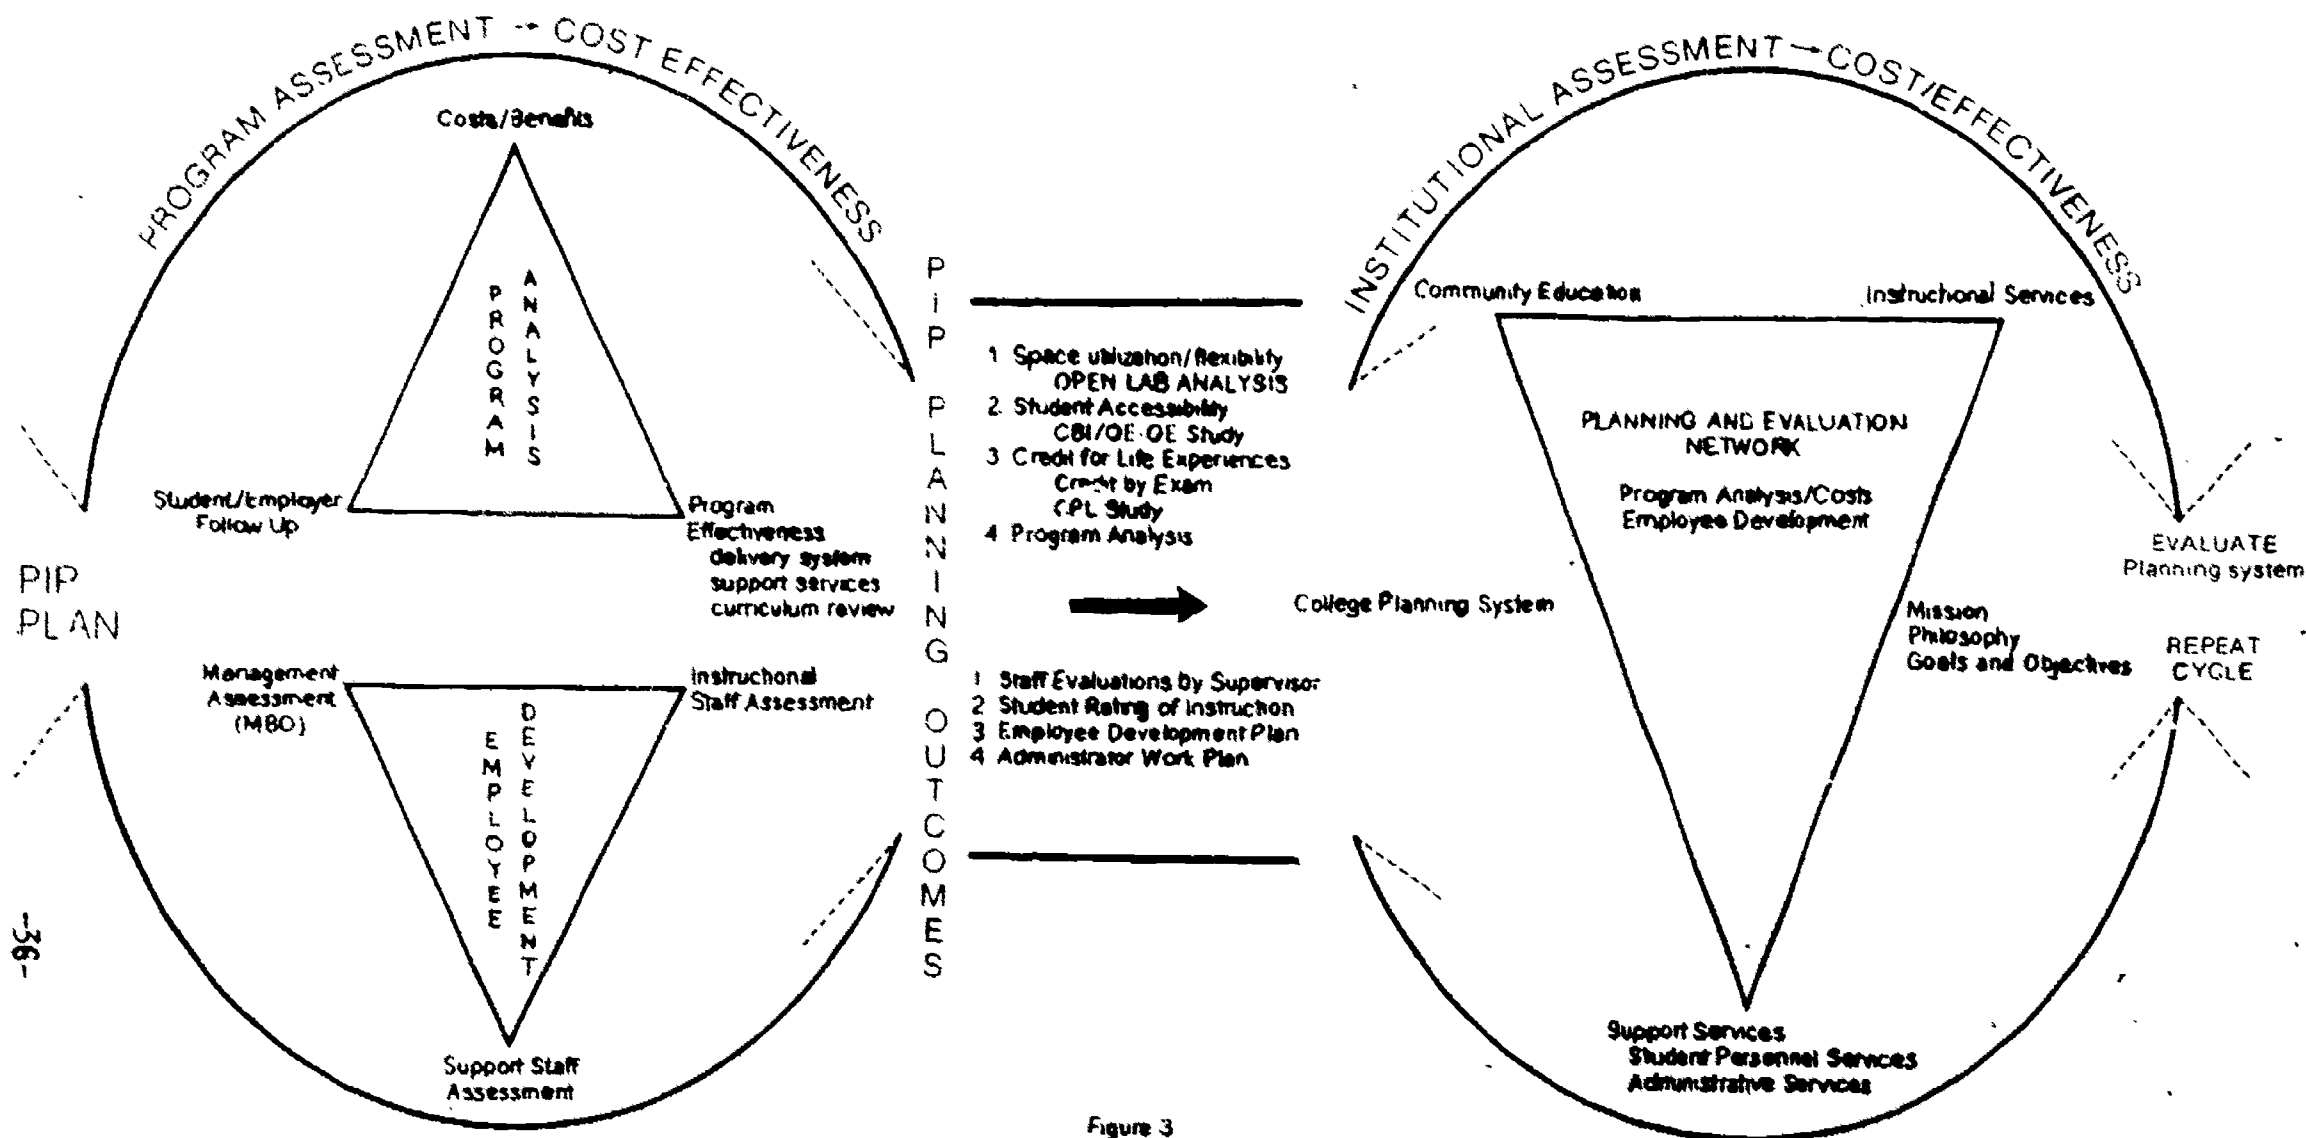 PROGRAM ASSESSMENT → COST EFFECTIVENESS
Costs/Benefits
PROGRAM
ANALYSIS
Student/Employer
Follow Up
Program
Effectiveness
delivery system
support services
curriculum review
PIP
PLAN
Management
Assessment
(MBO)
Instructional
Staff Assessment
EMPLOYEE
DEVELOPMENT
Support Staff
Assessment
PIP PLANNING OUTCOMES
1 Space utilization/flexibility
OPEN LAB ANALYSIS
2. Student Accessibility
CBI/OE-OE Study
3 Credit for Life Experiences
Credit by Exam
CPL Study
4 Program Analysis
College Planning System
1 Staff Evaluations by Supervisor
2 Student Rating of Instruction
3 Employee Development Plan
4 Administrator Work Plan
INSTITUTIONAL ASSESSMENT → COST/EFFECTIVENESS
Community Education
Instructional Services
PLANNING AND EVALUATION
NETWORK
Program Analysis/Costs
Employee Development
Mission
Philosophy
Goals and Objectives
Support Services
Student Personnel Services
Administrative Services
EVALUATE
Planning system
REPEAT
CYCLE
-36-
Figure 3